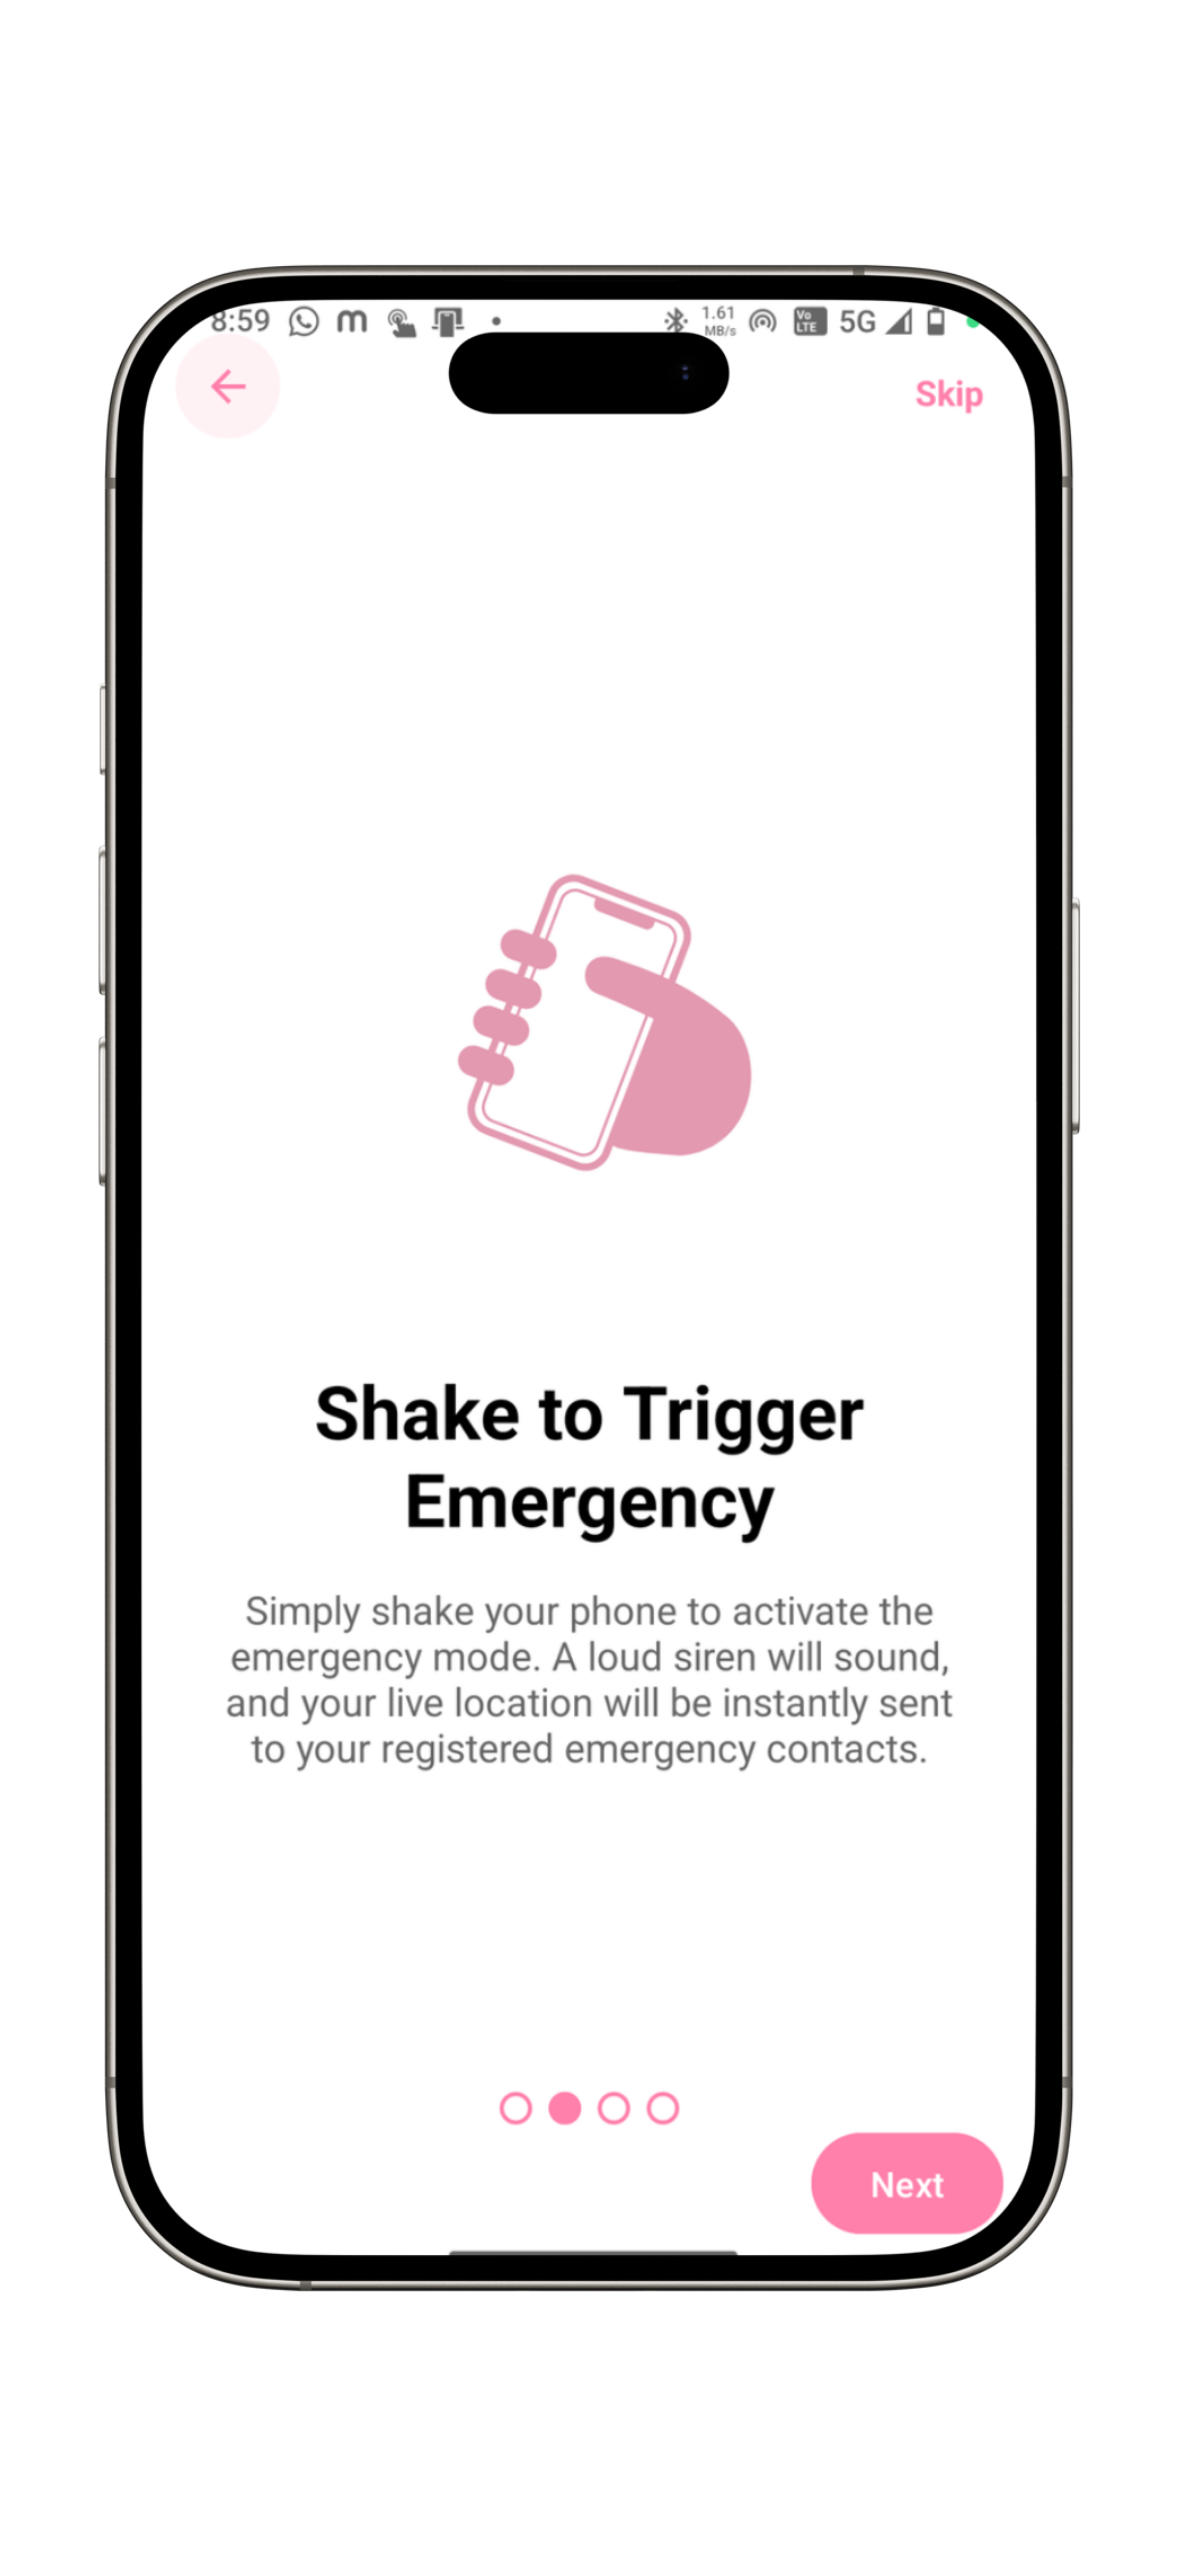 8:59 m 1.61 MB/s Vo LTE 5G
Skip
Shake to Trigger
Emergency
Simply shake your phone to activate the
emergency mode. A loud siren will sound,
and your live location will be instantly sent
to your registered emergency contacts.
Next